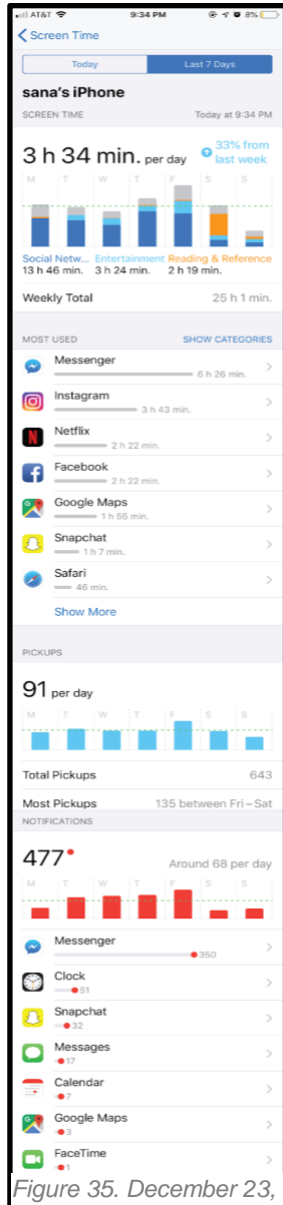 AT&T 9:34 PM 8%
Screen Time
Today Last 7 Days
sana's iPhone
SCREEN TIME Today at 9:34 PM
3 h 34 min. per day 33% from last week
M T W T F S S
Social Netw... Entertainment Reading & Reference
13 h 46 min. 3 h 24 min. 2 h 19 min.
Weekly Total 25 h 1 min.
MOST USED SHOW CATEGORIES
Messenger
6 h 26 min.
Instagram
3 h 43 min.
Netflix
2 h 22 min.
Facebook
2 h 22 min.
Google Maps
1 h 55 min.
Snapchat
1 h 7 min.
Safari
46 min.
Show More
PICKUPS
91 per day
M T W T F S S
Total Pickups 643
Most Pickups 135 between Fri – Sat
NOTIFICATIONS
477 Around 68 per day
M T W T F S S
Messenger
350
Clock
51
Snapchat
32
Messages
17
Calendar
7
Google Maps
3
FaceTime
1
Figure 35. December 23,